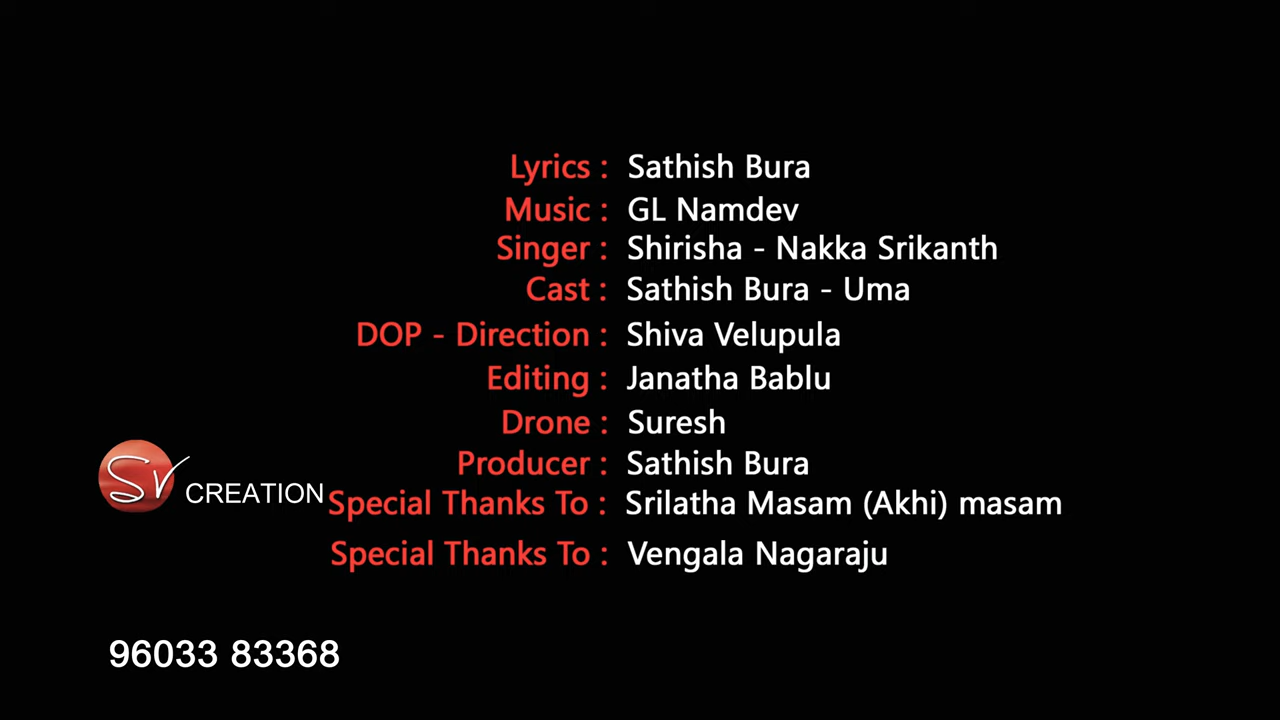 Lyrics : Sathish Bura
Music : GL Namdev
Singer : Shirisha - Nakka Srikanth
Cast : Sathish Bura - Uma
DOP - Direction : Shiva Velupula
Editing : Janatha Bablu
Drone : Suresh
Producer : Sathish Bura
SV CREATION
Special Thanks To : Srilatha Masam (Akhi) masam
Special Thanks To : Vengala Nagaraju
96033 83368